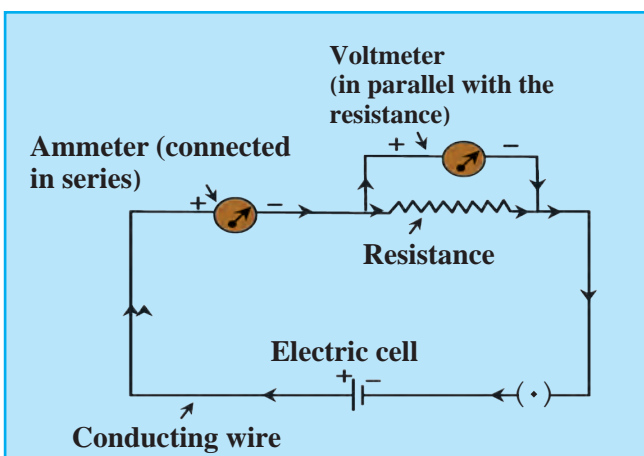 Voltmeter
(in parallel with the
resistance)
Ammeter (connected
in series)
+ -
+ -
Resistance
Electric cell
+ -
(·)
Conducting wire